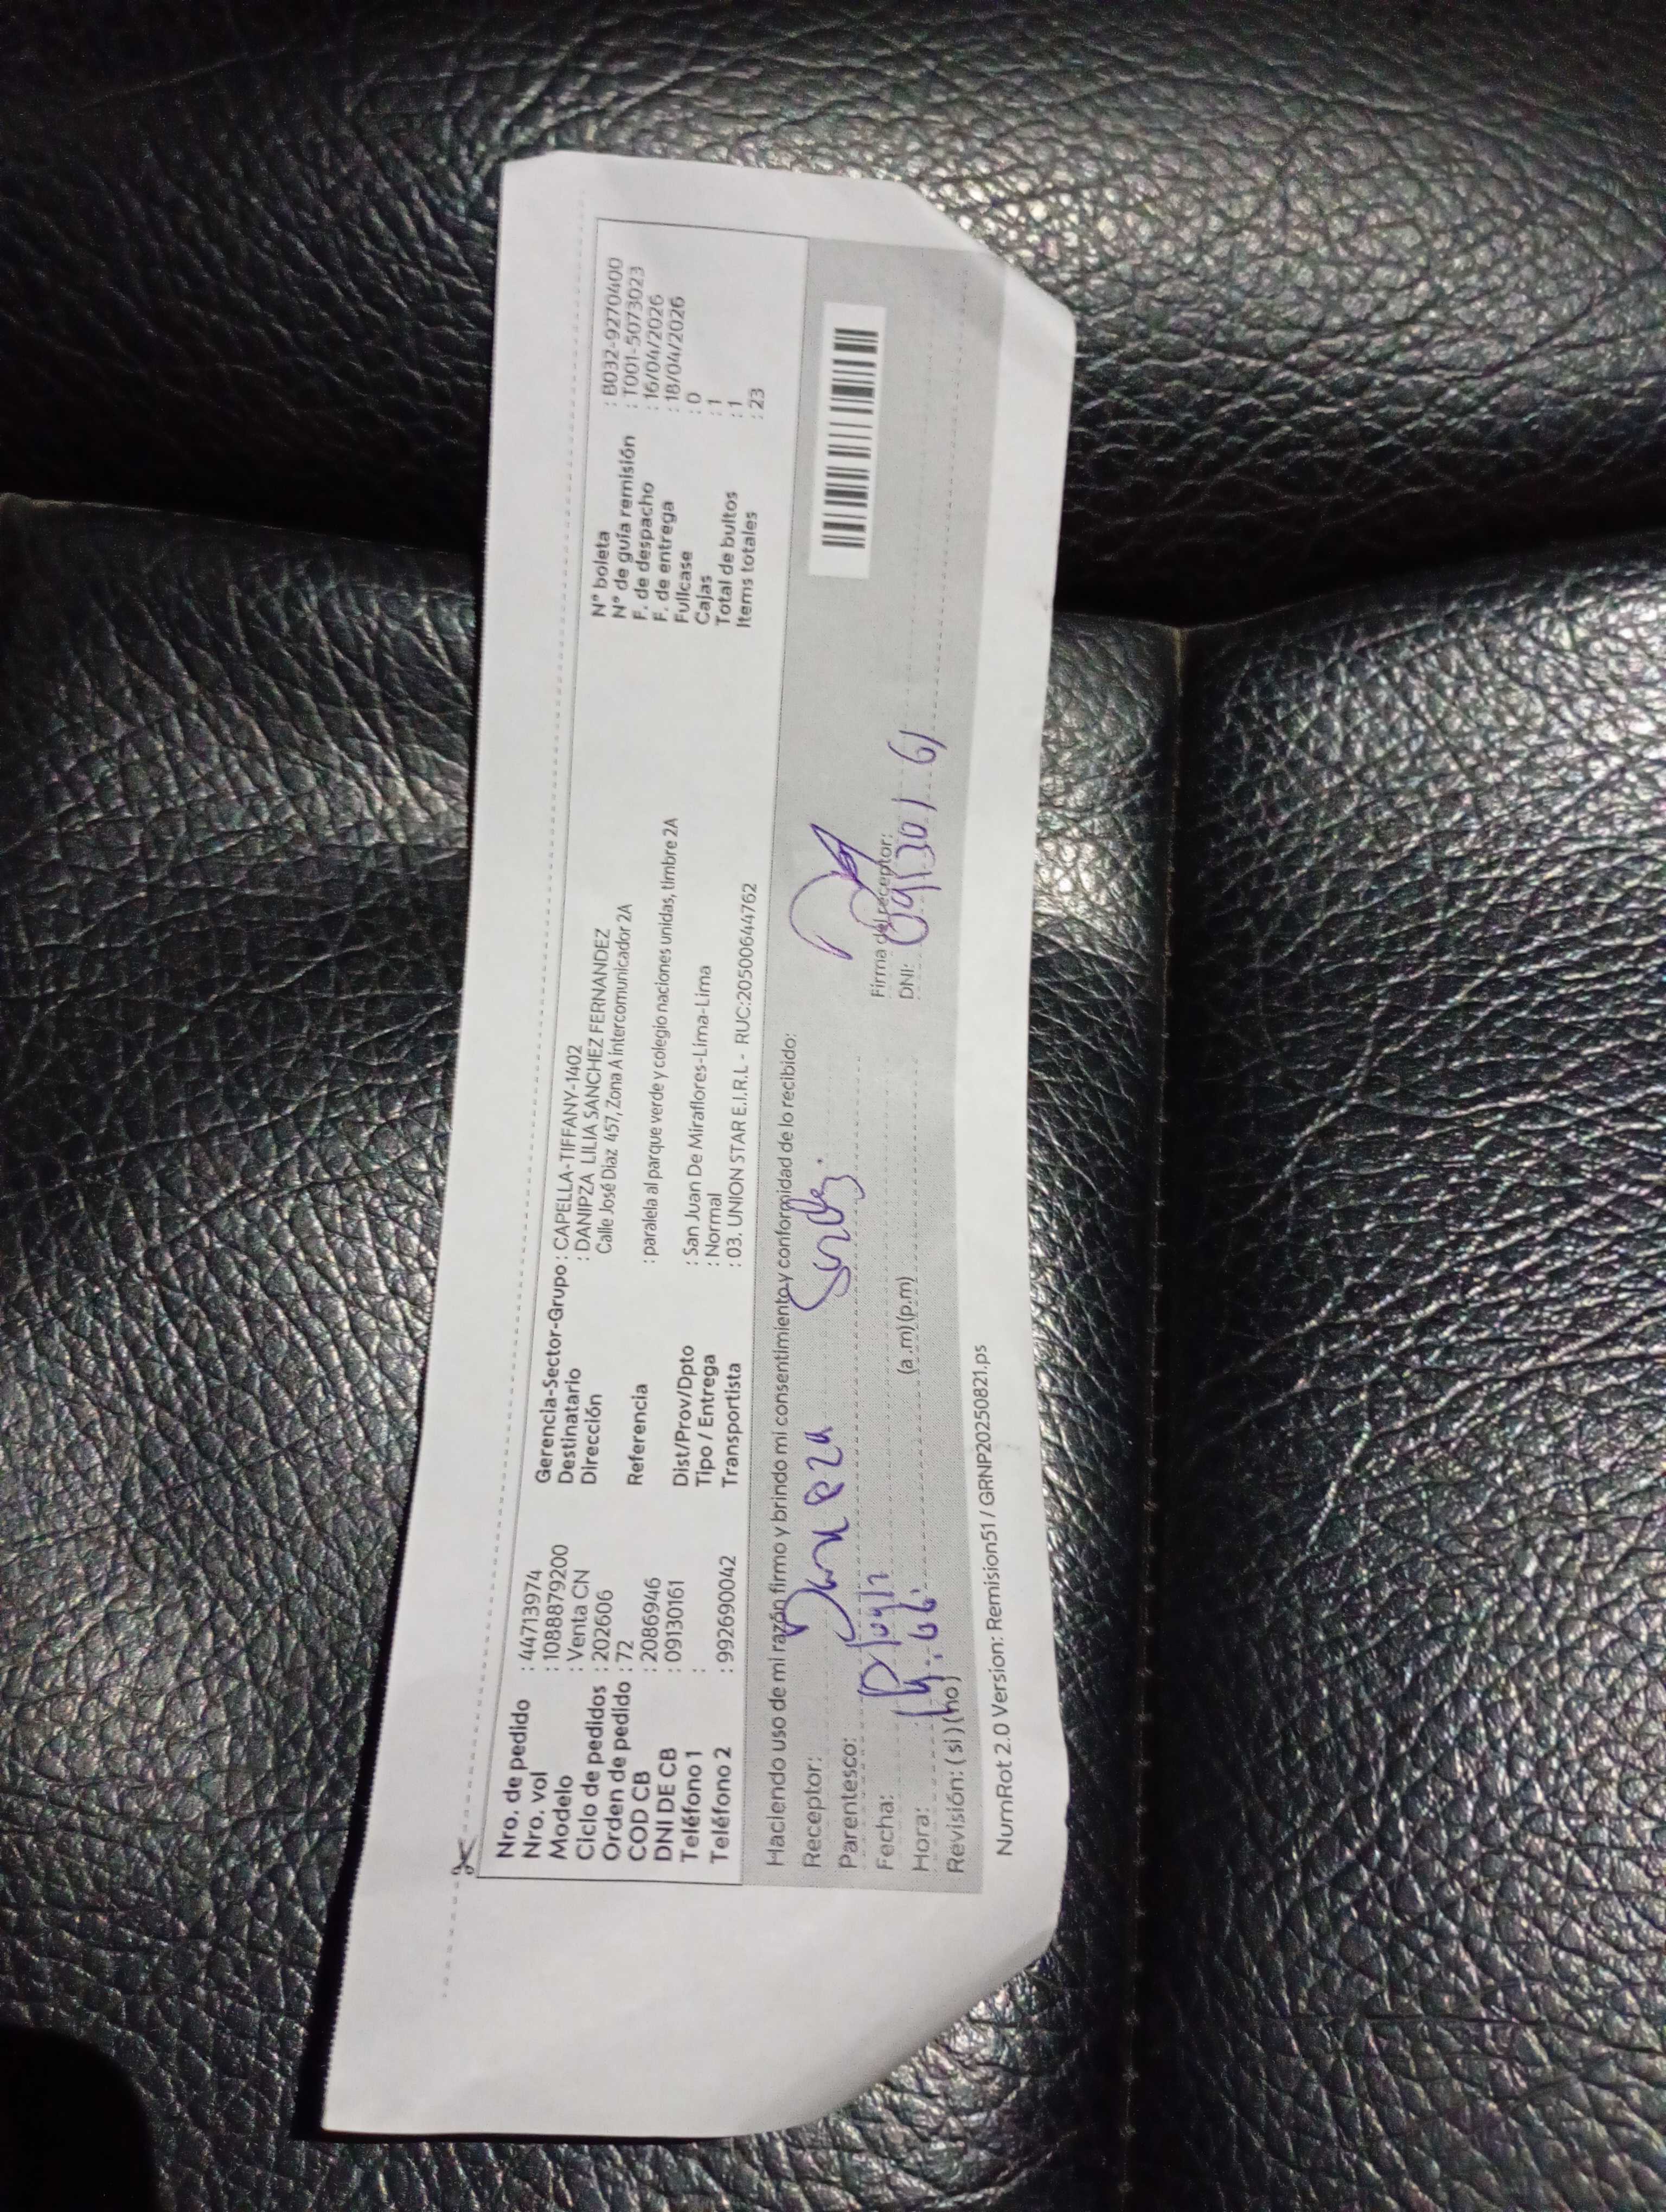 Nro. de pedido : 44713974
Nro. vol : 1088879200
Modelo : Venta CN
Ciclo de pedidos : 202606
Orden de pedido : 72
COD CB : 2086946
DNI DE CB : 09130161
Teléfono 1 :
Teléfono 2 : 992690042
Gerencia-Sector-Grupo : CAPELLA-TIFFANY-1402
Destinatario : DANIPZA LILIA SANCHEZ FERNANDEZ
Dirección Calle José Diaz 457, Zona A intercomunicador 2A
Referencia : paralela al parque verde y colegio naciones unidas, timbre 2A
Dist/Prov/Dpto : San Juan De Miraflores-Lima-Lima
Tipo / Entrega : Normal
Transportista : 03. UNION STAR E.I.R.L - RUC:20500644762
N° boleta : B032-9270400
N° de guía remisión : T001-5073023
F. de despacho : 16/04/2026
F. de entrega : 18/04/2026
Fullcase : 0
Cajas : 1
Total de bultos : 1
Items totales : 23
Haciendo uso de mi razón firmo y brindo mi consentimiento y conformidad de lo recibido:
Receptor:
Parentesco:
Fecha:
Hora: (a.m) (p.m)
Revisión: ( si ) ( no )
Firma del receptor:
DNI: 09130161
NumRot 2.0 Version: Remision51 / GRNP20250821.ps